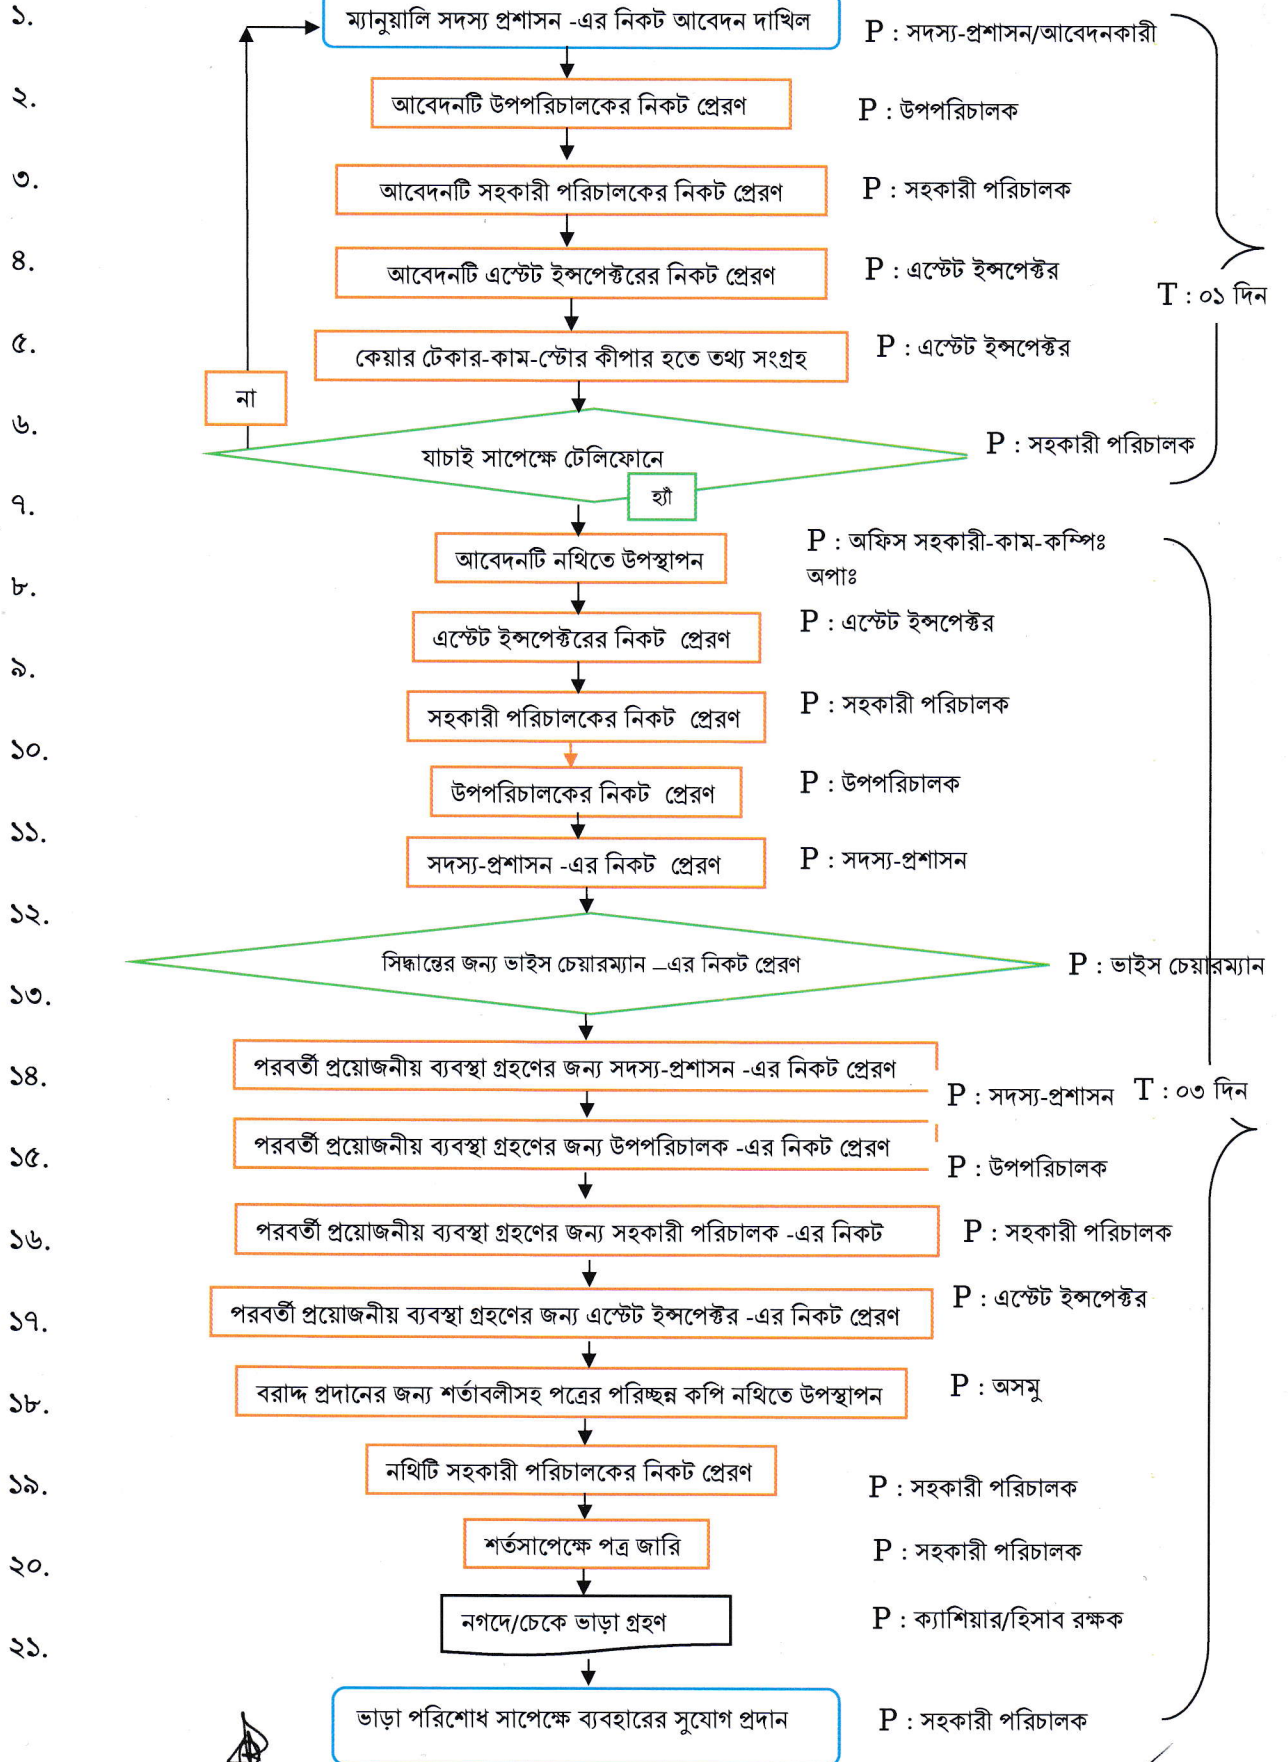 ১.
ম্যানুয়ালি সদস্য প্রশাসন -এর নিকট আবেদন দাখিল
P : সদস্য-প্রশাসন/আবেদনকারী
২.
আবেদনটি উপপরিচালকের নিকট প্রেরণ
P : উপপরিচালক
৩.
আবেদনটি সহকারী পরিচালকের নিকট প্রেরণ
P : সহকারী পরিচালক
৪.
আবেদনটি এস্টেট ইন্সপেক্টরের নিকট প্রেরণ
P : এস্টেট ইন্সপেক্টর
T : ০১ দিন
৫.
কেয়ার টেকার-কাম-স্টোর কীপার হতে তথ্য সংগ্রহ
P : এস্টেট ইন্সপেক্টর
না
৬.
যাচাই সাপেক্ষে টেলিফোনে
P : সহকারী পরিচালক
হ্যাঁ
৭.
আবেদনটি নথিতে উপস্থাপন
P : অফিস সহকারী-কাম-কম্পিঃ
অপাঃ
৮.
এস্টেট ইন্সপেক্টরের নিকট প্রেরণ
P : এস্টেট ইন্সপেক্টর
৯.
সহকারী পরিচালকের নিকট প্রেরণ
P : সহকারী পরিচালক
১০.
উপপরিচালকের নিকট প্রেরণ
P : উপপরিচালক
১১.
সদস্য-প্রশাসন -এর নিকট প্রেরণ
P : সদস্য-প্রশাসন
১২.
সিদ্ধান্তের জন্য ভাইস চেয়ারম্যান –এর নিকট প্রেরণ
P : ভাইস চেয়ারম্যান
১৩.
পরবর্তী প্রয়োজনীয় ব্যবস্থা গ্রহণের জন্য সদস্য-প্রশাসন -এর নিকট প্রেরণ
১৪.
P : সদস্য-প্রশাসন
T : ০৩ দিন
পরবর্তী প্রয়োজনীয় ব্যবস্থা গ্রহণের জন্য উপপরিচালক -এর নিকট প্রেরণ
১৫.
P : উপপরিচালক
পরবর্তী প্রয়োজনীয় ব্যবস্থা গ্রহণের জন্য সহকারী পরিচালক -এর নিকট
P : সহকারী পরিচালক
১৬.
পরবর্তী প্রয়োজনীয় ব্যবস্থা গ্রহণের জন্য এস্টেট ইন্সপেক্টর -এর নিকট প্রেরণ
P : এস্টেট ইন্সপেক্টর
১৭.
বরাদ্দ প্রদানের জন্য শর্তাবলীসহ পত্রের পরিচ্ছন্ন কপি নথিতে উপস্থাপন
P : অসমু
১৮.
নথিটি সহকারী পরিচালকের নিকট প্রেরণ
১৯.
P : সহকারী পরিচালক
শর্তসাপেক্ষে পত্র জারি
P : সহকারী পরিচালক
২০.
নগদে/চেকে ভাড়া গ্রহণ
P : ক্যাশিয়ার/হিসাব রক্ষক
২১.
ভাড়া পরিশোধ সাপেক্ষে ব্যবহারের সুযোগ প্রদান
P : সহকারী পরিচালক